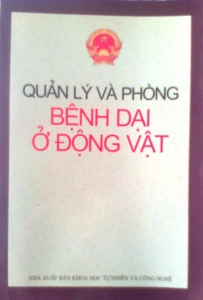 QUẢN LÝ VÀ PHÒNG
BỆNH DẠI
Ở ĐỘNG VẬT
NHÀ XUẤT BẢN KHOA HỌC TỰ NHIÊN VÀ CÔNG NGHỆ